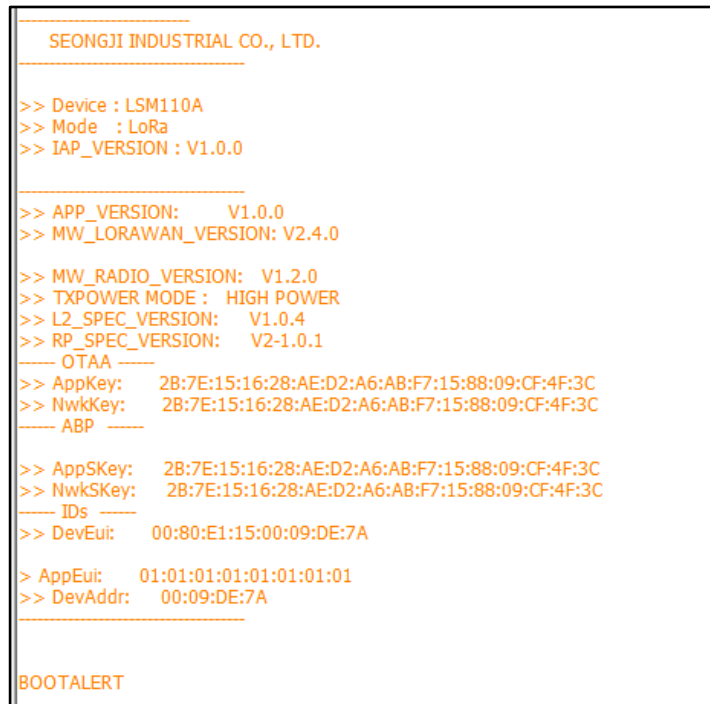 ----------------------------
SEONGJI INDUSTRIAL CO., LTD.
-------------------------------------
>> Device : LSM110A
>> Mode   : LoRa
>> IAP_VERSION : V1.0.0
-------------------------------------
>> APP_VERSION:        V1.0.0
>> MW_LORAWAN_VERSION: V2.4.0
>> MW_RADIO_VERSION:   V1.2.0
>> TXPOWER MODE :   HIGH POWER
>> L2_SPEC_VERSION:     V1.0.4
>> RP_SPEC_VERSION:     V2-1.0.1
------ OTAA ------
>> AppKey:      2B:7E:15:16:28:AE:D2:A6:AB:F7:15:88:09:CF:4F:3C
>> NwkKey:      2B:7E:15:16:28:AE:D2:A6:AB:F7:15:88:09:CF:4F:3C
------ ABP  ------
>> AppSKey:     2B:7E:15:16:28:AE:D2:A6:AB:F7:15:88:09:CF:4F:3C
>> NwkSKey:     2B:7E:15:16:28:AE:D2:A6:AB:F7:15:88:09:CF:4F:3C
------ IDs  ------
>> DevEui:      00:80:E1:15:00:09:DE:7A
> AppEui:      01:01:01:01:01:01:01:01
>> DevAddr:     00:09:DE:7A
-------------------------------------
BOOTALERT